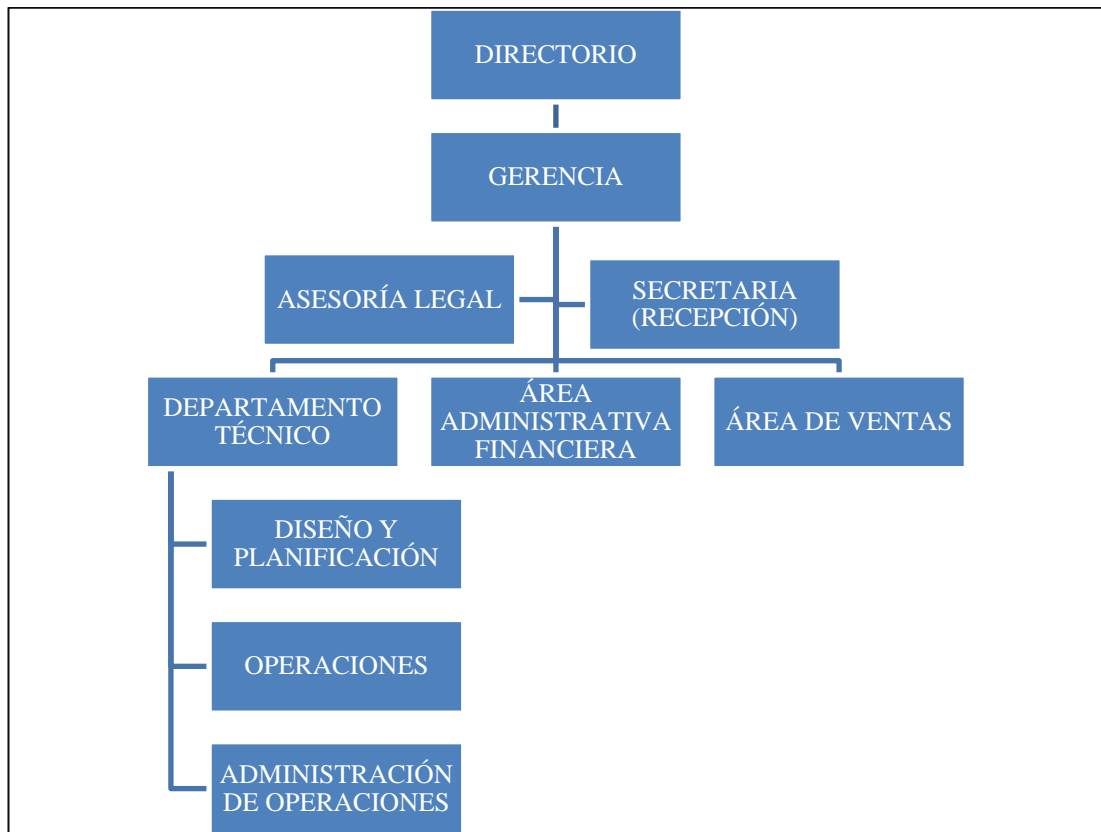 DIRECTORIO
GERENCIA
ASESORÍA LEGAL
SECRETARIA
(RECEPCIÓN)
DEPARTAMENTO
TÉCNICO
ÁREA
ADMINISTRATIVA
FINANCIERA
ÁREA DE VENTAS
DISEÑO Y
PLANIFICACIÓN
OPERACIONES
ADMINISTRACIÓN
DE OPERACIONES